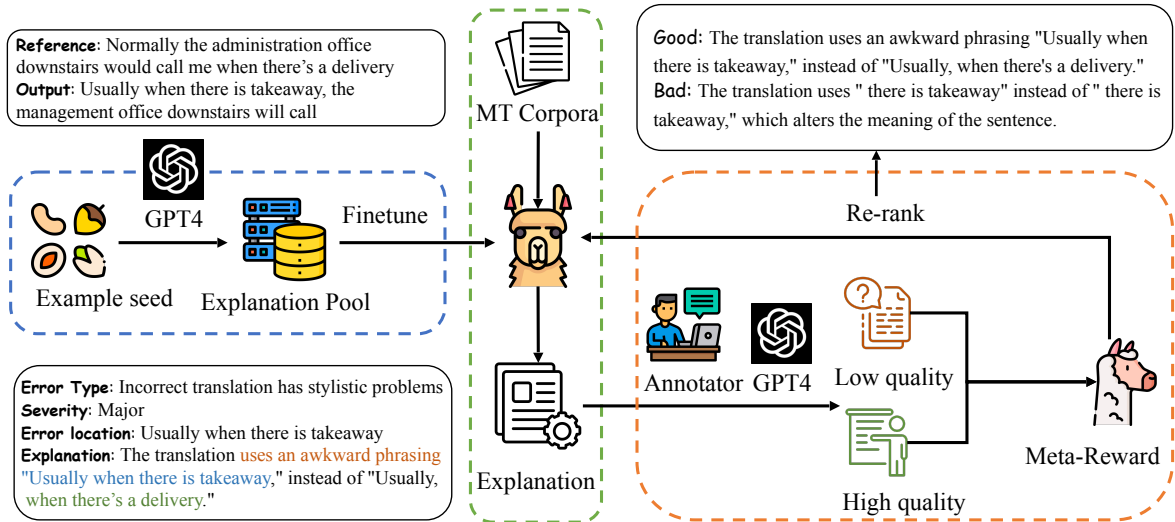 Reference: Normally the administration office
downstairs would call me when there's a delivery
Output: Usually when there is takeaway, the
management office downstairs will call
GPT4
Example seed
Explanation Pool
Finetune
Error Type: Incorrect translation has stylistic problems
Severity: Major
Error location: Usually when there is takeaway
Explanation: The translation uses an awkward phrasing
"Usually when there is takeaway," instead of "Usually,
when there's a delivery."
MT Corpora
Explanation
Good: The translation uses an awkward phrasing "Usually when
there is takeaway," instead of "Usually, when there's a delivery."
Bad: The translation uses " there is takeaway" instead of " there is
takeaway," which alters the meaning of the sentence.
Re-rank
?
Annotator
GPT4
Low quality
High quality
Meta-Reward